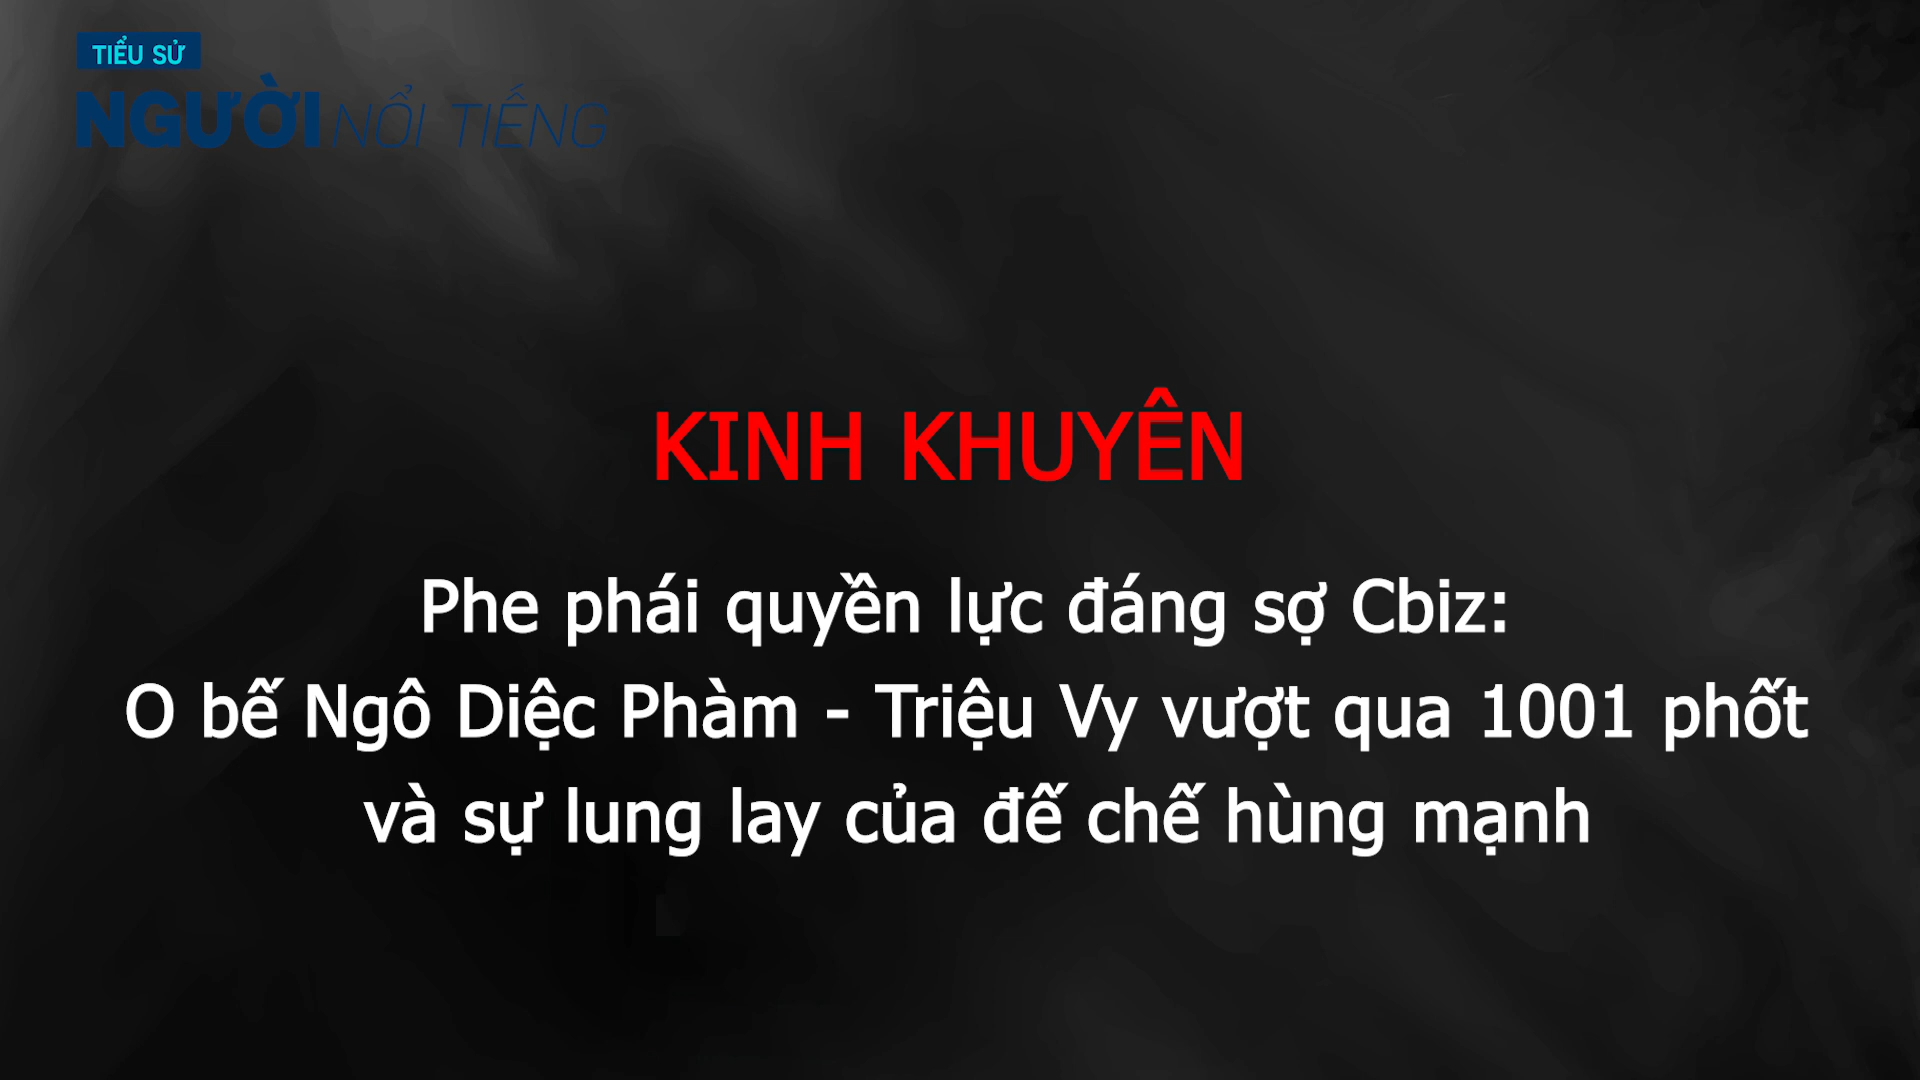 TIỂU SỬ
NGƯỜI NỔI TIẾNG
KINH KHUYÊN
Phe phái quyền lực đáng sợ Cbiz:
O bế Ngô Diệc Phàm - Triệu Vy vượt qua 1001 phốt
và sự lung lay của đế chế hùng mạnh